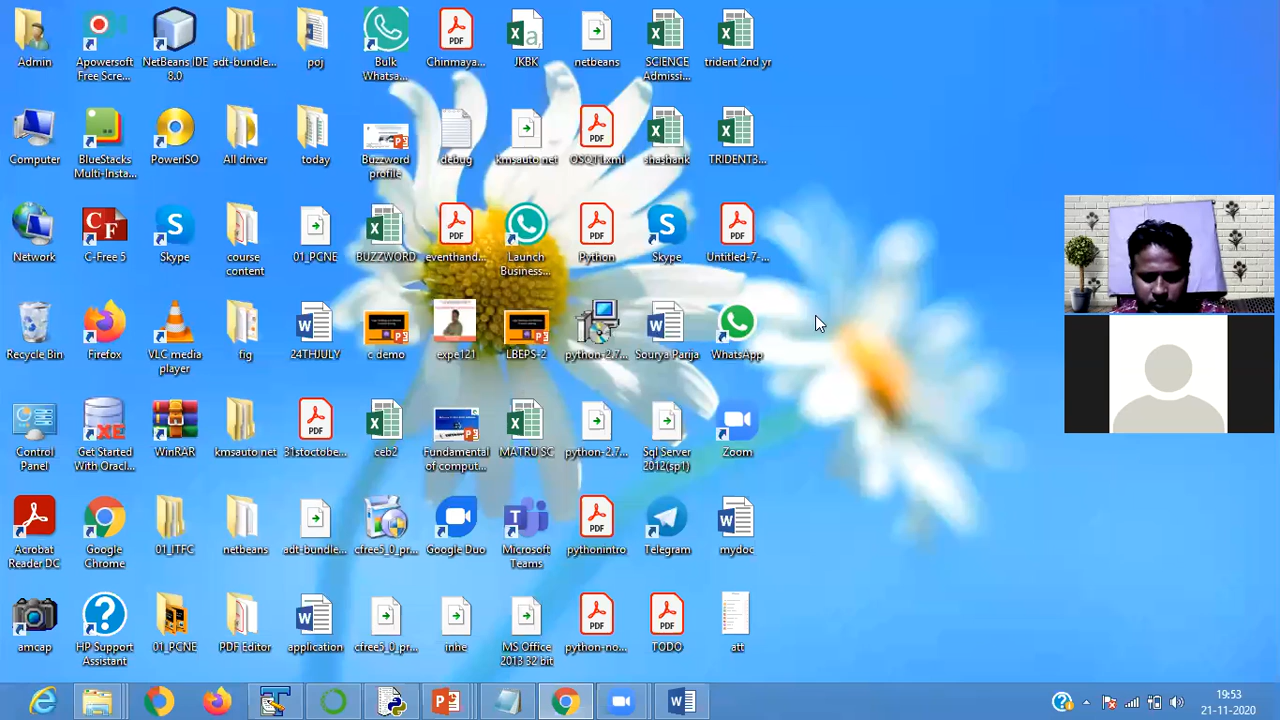 Admin
Apowersoft
Free Scre...
NetBeans IDE
8.0
adt-bundle...
poj
Bulk
Whatsa...
Chinmaya...
JKBK
netbeans
SCIENCE
Admissi...
trident 2nd yr
Computer
BlueStacks
Multi-Insta...
PowerISO
All driver
today
Buzzword
profile
debug
kmsauto net
OSQ11.xml
shashank
TRIDENT3...
Network
C-Free 5
Skype
course
content
01_PCNE
BUZZWORD
eventhand...
Launch
Business...
Python
Skype
Untitled-7-...
Recycle Bin
Firefox
VLC media
player
fig
24THJULY
c demo
expe121
LBEPS-2
python-2.7...
Sourya Parija
WhatsApp
Control
Panel
Get Started
With Oracl...
WinRAR
kmsauto net
31stoctobe...
ceb2
Fundamental
of comput...
MATRU SC
python-2.7...
Sql Server
2012(sp1)
Zoom
Acrobat
Reader DC
Google
Chrome
01_ITFC
netbeans
adt-bundle...
cfree5_0_pr...
Google Duo
Microsoft
Teams
pythonintro
Telegram
mydoc
amcap
HP Support
Assistant
01_PCNE
PDF Editor
application
cfree5_0_pr...
inhe
MS Office
2013 32 bit
python-no...
TODO
att
19:53
21-11-2020